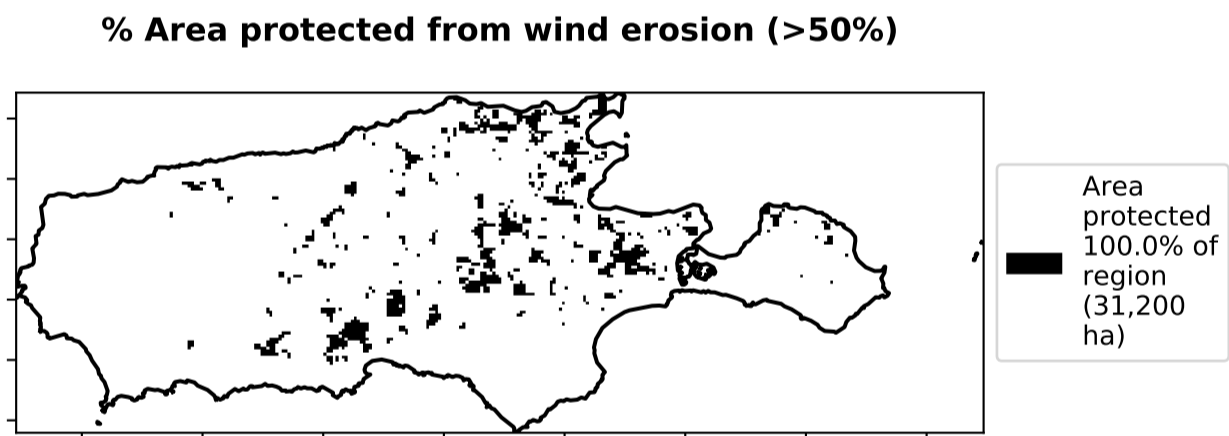 % Area protected from wind erosion (>50%)
Area
protected
100.0% of
region
(31,200
ha)